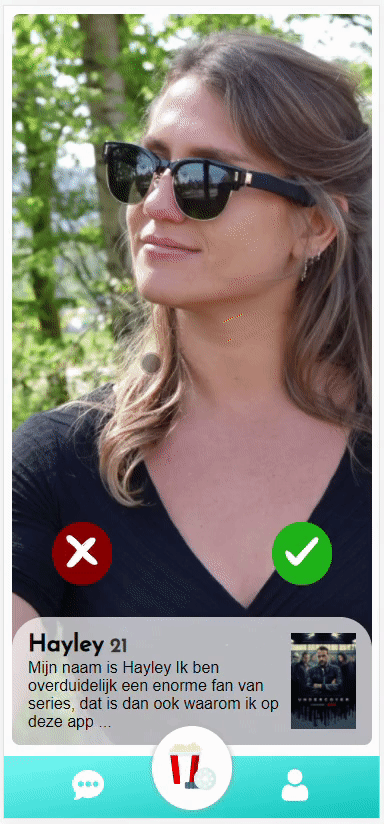 Hayley 21
Mijn naam is Hayley Ik ben
overduidelijk een enorme fan van
series, dat is dan ook waarom ik op
deze app ...
UNDERCOVER